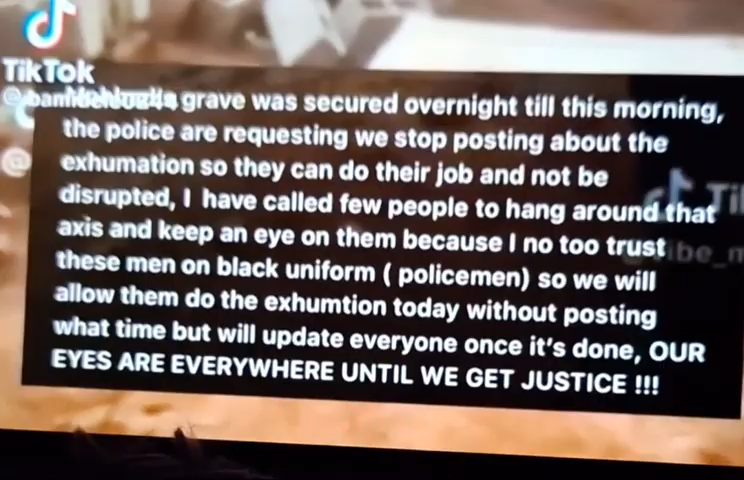 TikTok
grave was secured overnight till this morning,
the police are requesting we stop posting about the
exhumation so they can do their job and not be
disrupted, I have called few people to hang around that
axis and keep an eye on them because I no too trust
these men on black uniform ( policemen) so we will
allow them do the exhumtion today without posting
what time but will update everyone once it's done, OUR
EYES ARE EVERYWHERE UNTIL WE GET JUSTICE !!!